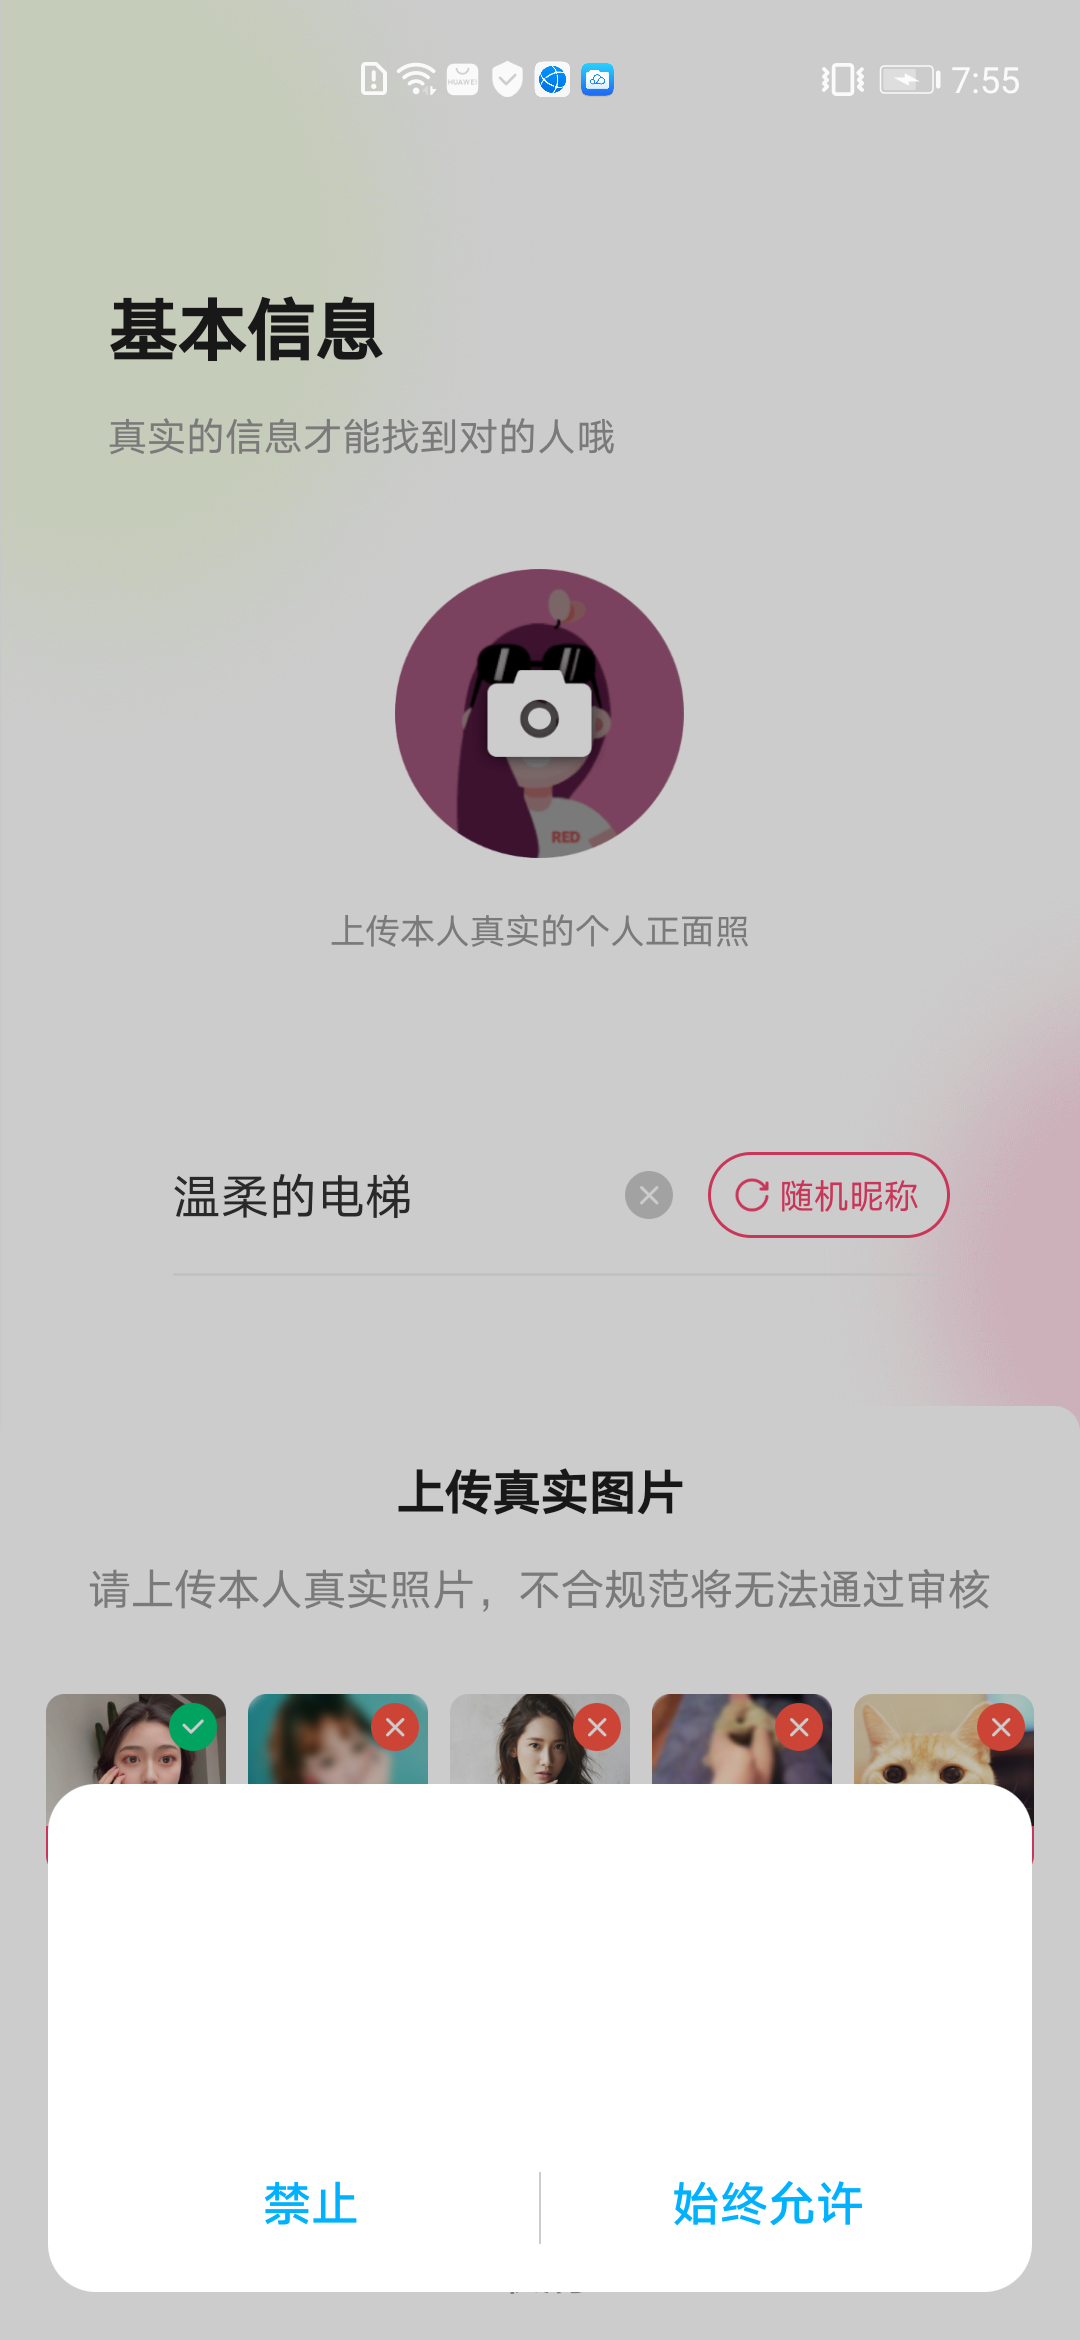 HUAWEI
7:55
基本信息
真实的信息才能找到对的人哦
RED
上传本人真实的个人正面照
温柔的电梯
随机昵称
上传真实图片
请上传本人真实照片，不合规范将无法通过审核
禁止
始终允许